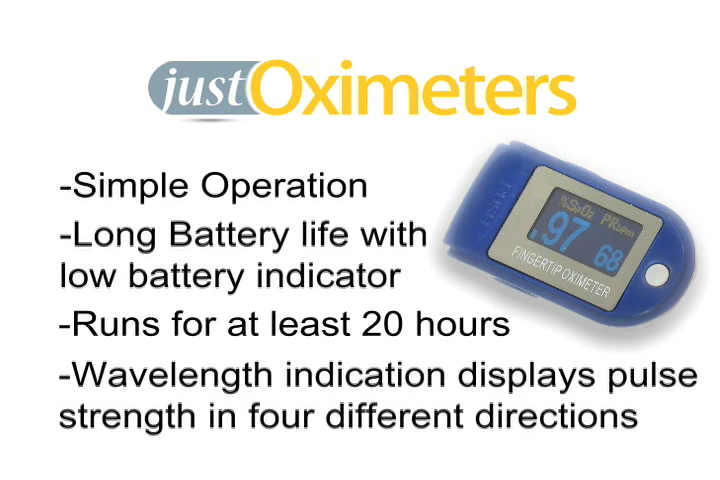 justOximeters
-Simple Operation
-Long Battery life with
low battery indicator
-Runs for at least 20 hours
-Wavelength indication displays pulse
strength in four different directions
PUSH
%SpO2 PRbpm
97 68
FINGERTIP OXIMETER